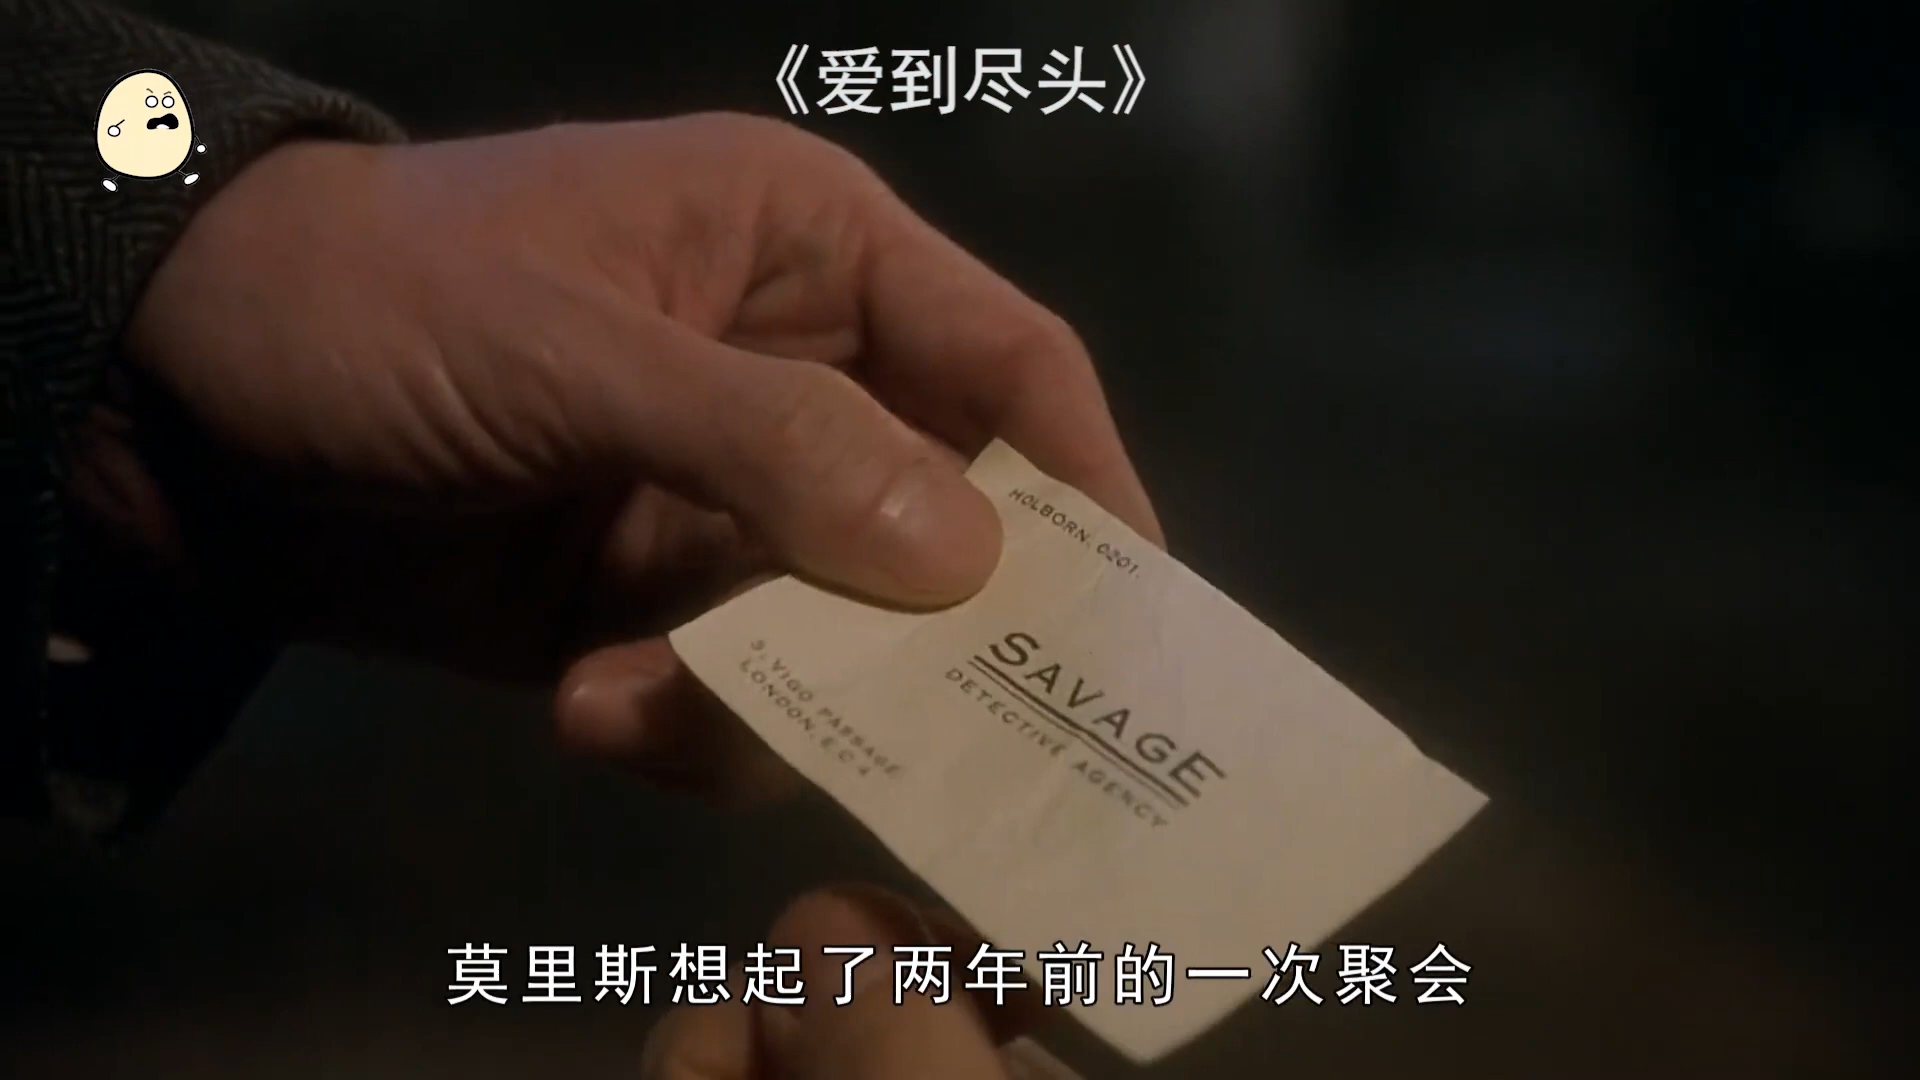 《爱到尽头》
HOLBORN. 0201.
SAVAGE
DETECTIVE AGENCY
3, VIGO PASSAGE
LONDON, E.C.4
莫里斯想起了两年前的一次聚会